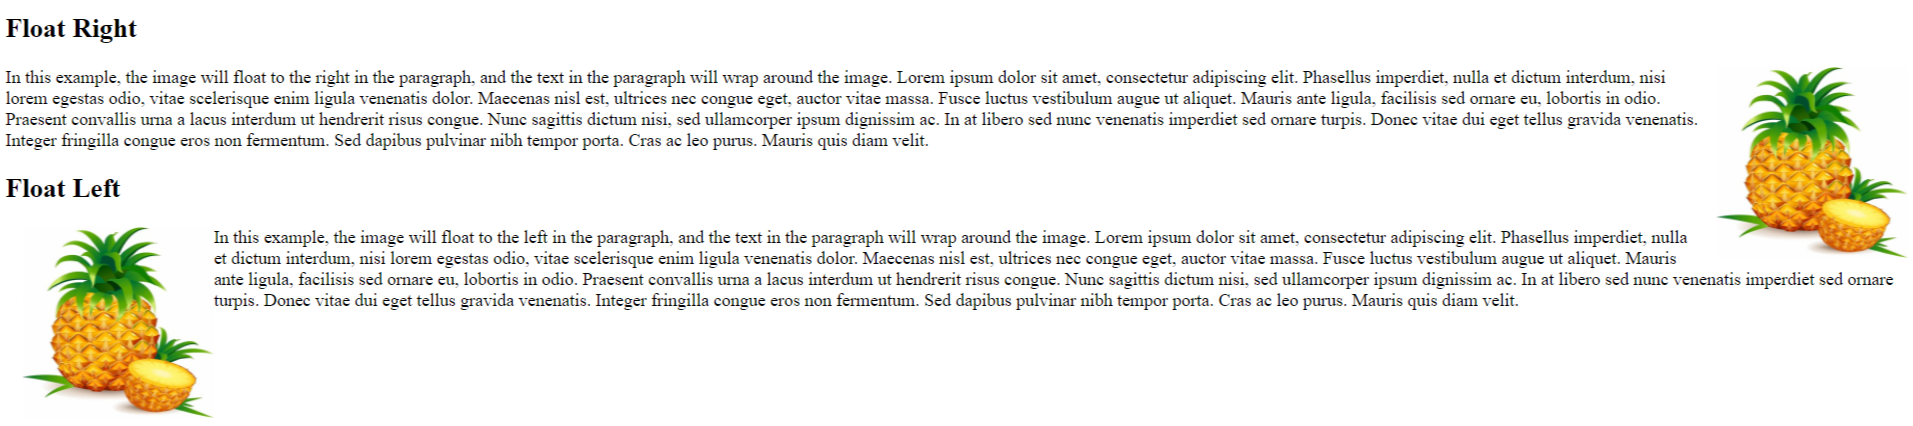 Float Right
In this example, the image will float to the right in the paragraph, and the text in the paragraph will wrap around the image. Lorem ipsum dolor sit amet, consectetur adipiscing elit. Phasellus imperdiet, nulla et dictum interdum, nisi
lorem egestas odio, vitae scelerisque enim ligula venenatis dolor. Maecenas nisl est, ultrices nec congue eget, auctor vitae massa. Fusce luctus vestibulum augue ut aliquet. Mauris ante ligula, facilisis sed ornare eu, lobortis in odio.
Praesent convallis urna a lacus interdum ut hendrerit risus congue. Nunc sagittis dictum nisi, sed ullamcorper ipsum dignissim ac. In at libero sed nunc venenatis imperdiet sed ornare turpis. Donec vitae dui eget tellus gravida venenatis.
Integer fringilla congue eros non fermentum. Sed dapibus pulvinar nibh tempor porta. Cras ac leo purus. Mauris quis diam velit.
Float Left
In this example, the image will float to the left in the paragraph, and the text in the paragraph will wrap around the image. Lorem ipsum dolor sit amet, consectetur adipiscing elit. Phasellus imperdiet, nulla
et dictum interdum, nisi lorem egestas odio, vitae scelerisque enim ligula venenatis dolor. Maecenas nisl est, ultrices nec congue eget, auctor vitae massa. Fusce luctus vestibulum augue ut aliquet. Mauris
ante ligula, facilisis sed ornare eu, lobortis in odio. Praesent convallis urna a lacus interdum ut hendrerit risus congue. Nunc sagittis dictum nisi, sed ullamcorper ipsum dignissim ac. In at libero sed nunc venenatis imperdiet sed ornare
turpis. Donec vitae dui eget tellus gravida venenatis. Integer fringilla congue eros non fermentum. Sed dapibus pulvinar nibh tempor porta. Cras ac leo purus. Mauris quis diam velit.